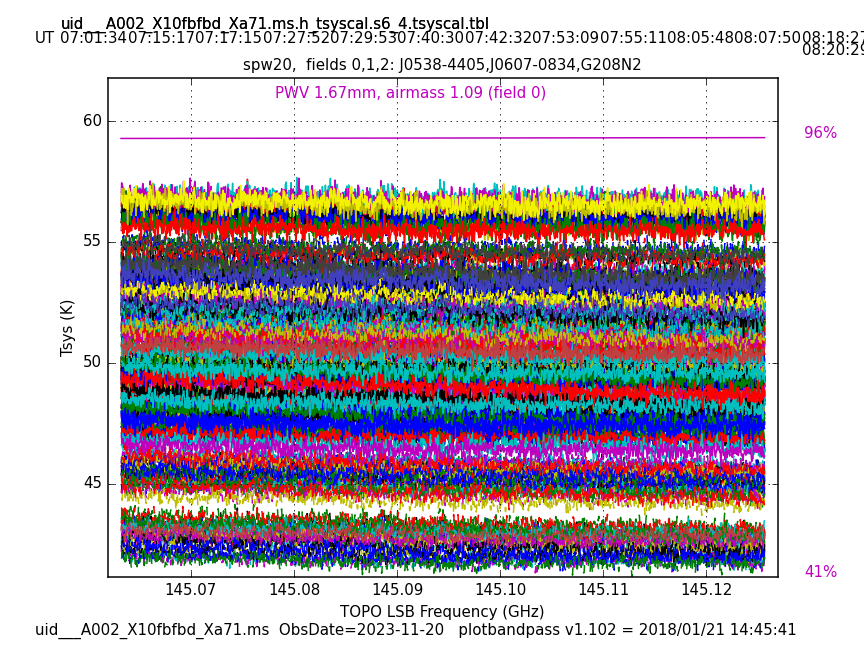 uid___A002_X10fbfbd_Xa71.ms.h_tsyscal.s6_4.tsyscal.tbl
UT 07:01:34 07:15:17 07:17:15 07:27:52 07:29:53 07:40:30 07:42:32 07:53:09 07:55:11 08:05:48 08:07:50 08:18:27
08:20:29
spw20, fields 0,1,2: J0538-4405,J0607-0834,G208N2
PWV 1.67mm, airmass 1.09 (field 0)
60
96%
55
Tsys (K)
50
45
41%
145.07 145.08 145.09 145.10 145.11 145.12
TOPO LSB Frequency (GHz)
uid___A002_X10fbfbd_Xa71.ms ObsDate=2023-11-20 plotbandpass v1.102 = 2018/01/21 14:45:41